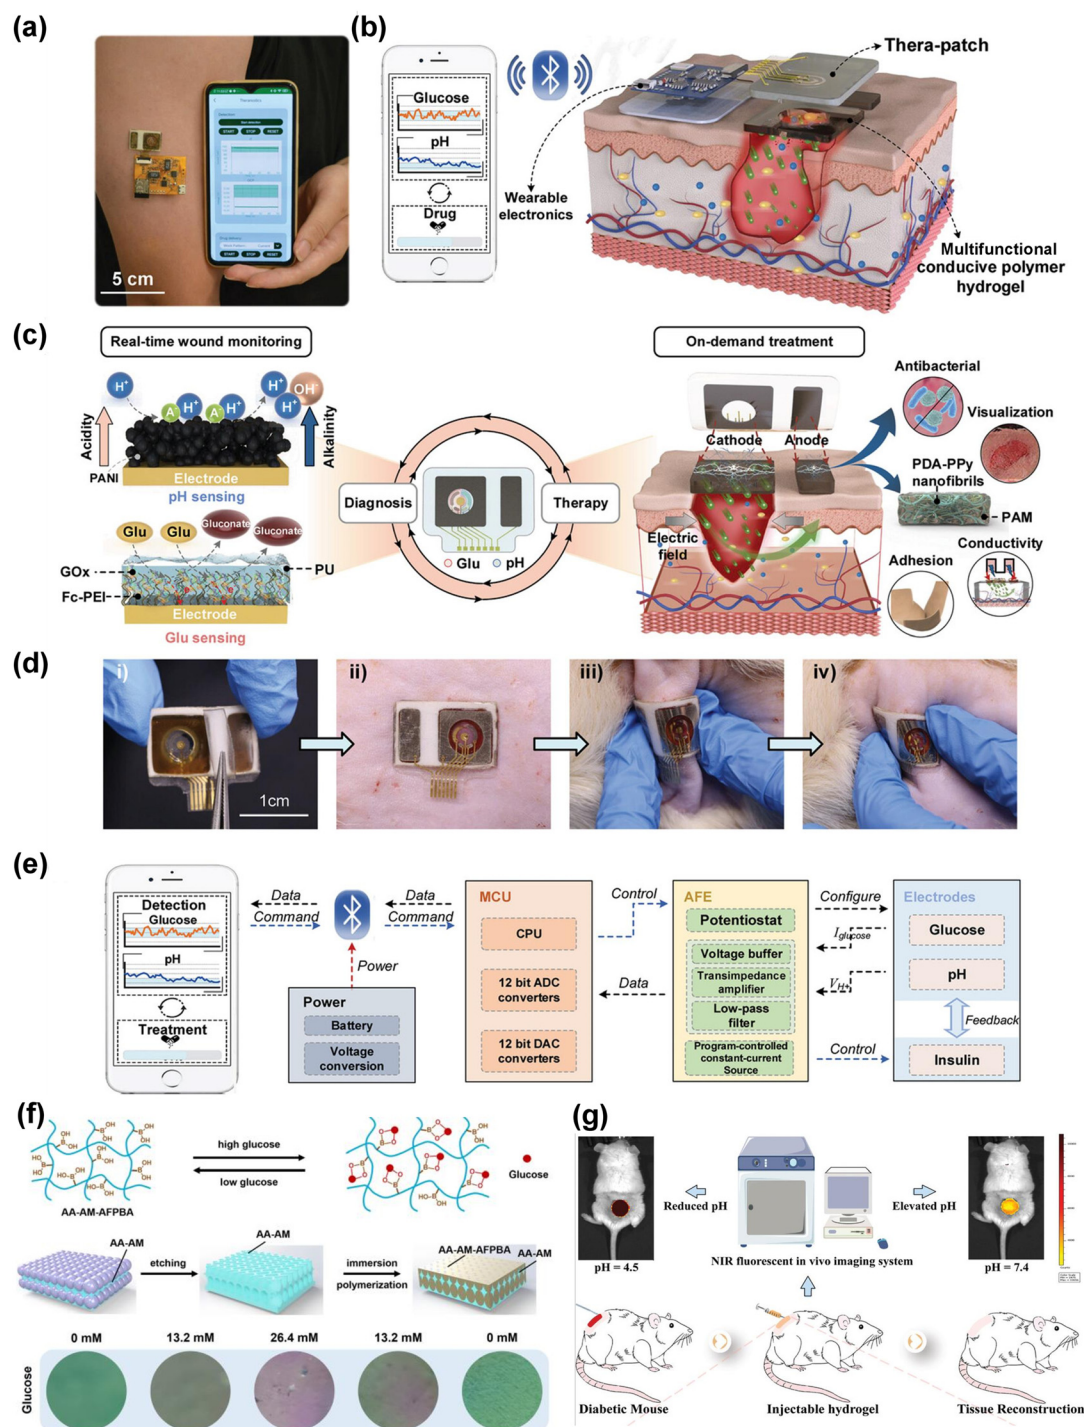 (a)
5 cm
(b)
Glucose
pH
Drug
Wearable
electronics
Thera-patch
Multifunctional
conducive polymer
hydrogel
(c)
Real-time wound monitoring
Acidity
H+
A-
H+
A-
H+
H+
OH-
H+
Alkalinity
PANI
Electrode
pH sensing
Glu
Glu
Gluconate
Gluconate
GOx
PU
Fc-PEI
Electrode
Glu sensing
Diagnosis
Therapy
Glu
pH
On-demand treatment
Cathode
Anode
Electric
field
Antibacterial
Visualization
PDA-PPy
nanofibrils
PAM
Conductivity
Adhesion
(d)
i)
1cm
ii)
iii)
iv)
(e)
Detection
Glucose
pH
Treatment
Data
Command
Data
Command
Power
Power
Battery
Voltage
conversion
MCU
CPU
12 bit ADC
converters
12 bit DAC
converters
Control
Data
AFE
Potentiostat
Voltage buffer
Transimpedance
amplifier
Low-pass
filter
Program-controlled
constant-current
Source
Configure
Iglucose
VH+
Control
Electrodes
Glucose
pH
Feedback
Insulin
(f)
high glucose
low glucose
Glucose
AA-AM-AFPBA
AA-AM
etching
AA-AM
immersion
polymerization
AA-AM-AFPBA
AA-AM
0 mM
13.2 mM
26.4 mM
13.2 mM
0 mM
Glucose
(g)
Reduced pH
Elevated pH
pH = 4.5
NIR fluorescent in vivo imaging system
pH = 7.4
Diabetic Mouse
Injectable hydrogel
Tissue Reconstruction